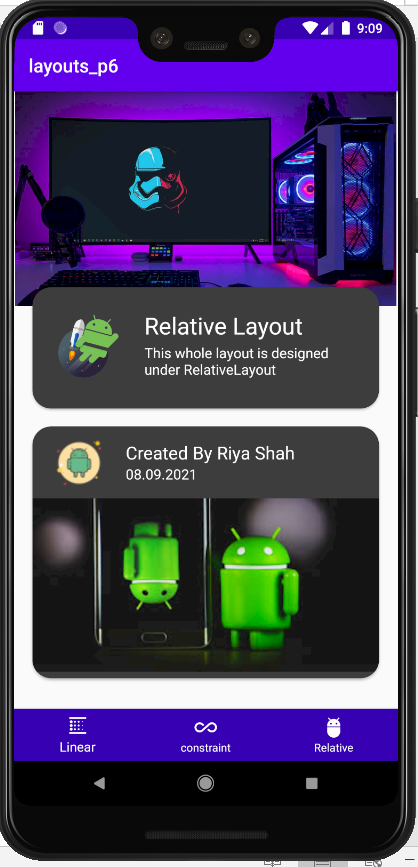 9:09
layouts_p6
Relative Layout
This whole layout is designed
under RelativeLayout
Created By Riya Shah
08.09.2021
Linear
constraint
Relative